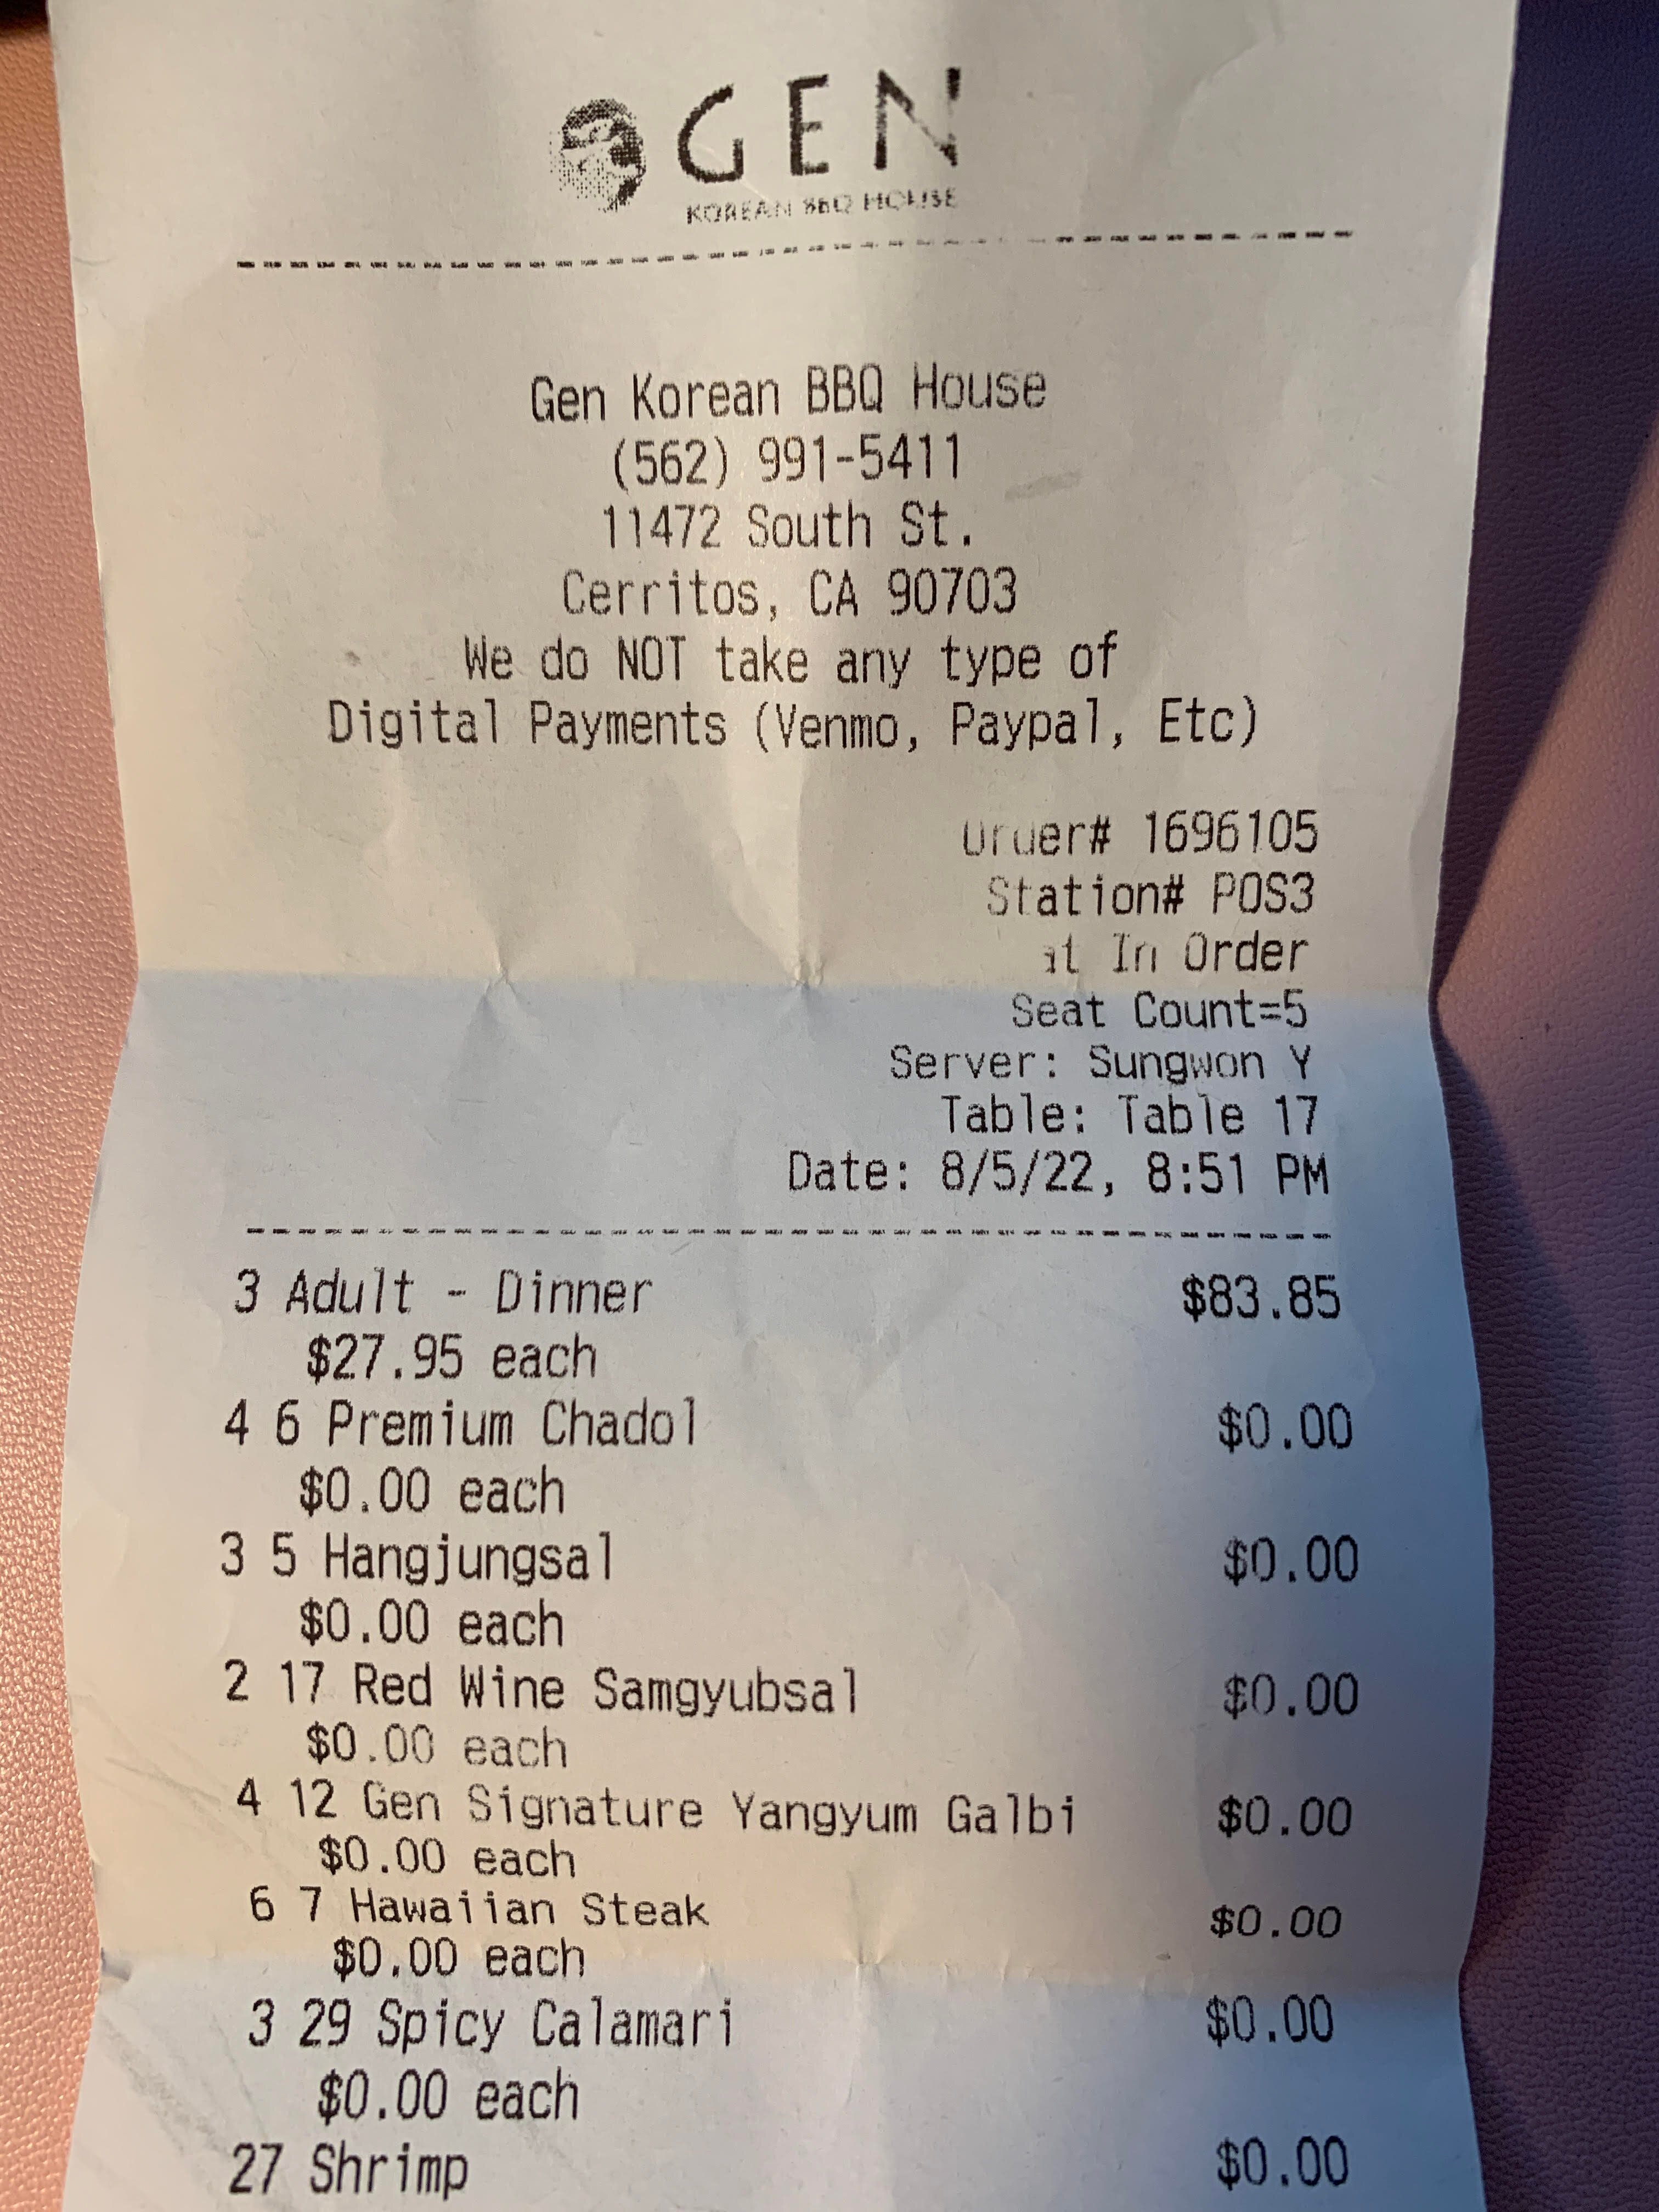 GEN
KOREAN BBQ HOUSE
Gen Korean BBQ House
(562) 991-5411
11472 South St.
Cerritos, CA 90703
We do NOT take any type of
Digital Payments (Venmo, Paypal, Etc)
Order# 1696105
Station# POS3
In Order
Seat Count=5
Server: Sungwon Y
Table: Table 17
Date: 8/5/22, 8:51 PM
3 Adult - Dinner $83.85
$27.95 each
4 6 Premium Chadol $0.00
$0.00 each
3 5 Hangjungsal $0.00
$0.00 each
2 17 Red Wine Samgyubsal $0.00
$0.00 each
4 12 Gen Signature Yangyum Galbi $0.00
$0.00 each
6 7 Hawaiian Steak $0.00
$0.00 each
3 29 Spicy Calamari $0.00
$0.00 each
27 Shrimp $0.00